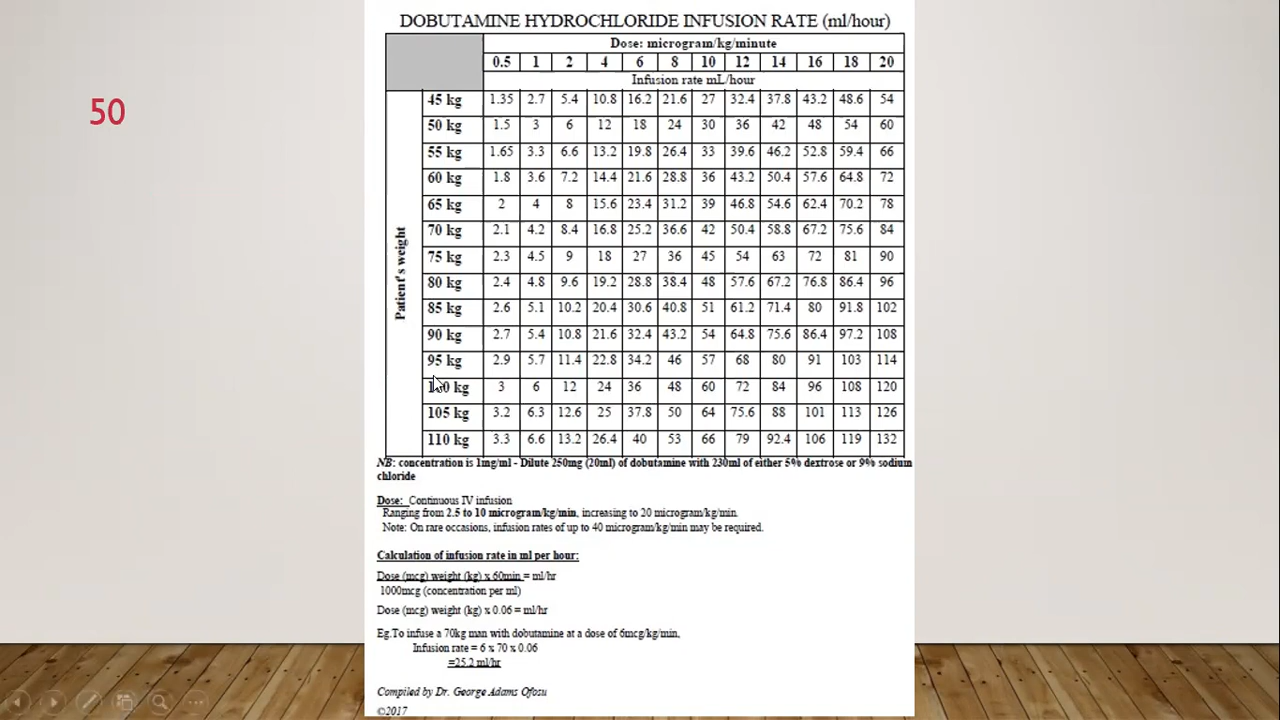 50
DOBUTAMINE HYDROCHLORIDE INFUSION RATE (ml/hour)
Dose: microgram/kg/minute
0.5 1 2 4 6 8 10 12 14 16 18 20
Infusion rate mL/hour
Patient's weight
45 kg 1.35 2.7 5.4 10.8 16.2 21.6 27 32.4 37.8 43.2 48.6 54
50 kg 1.5 3 6 12 18 24 30 36 42 48 54 60
55 kg 1.65 3.3 6.6 13.2 19.8 26.4 33 39.6 46.2 52.8 59.4 66
60 kg 1.8 3.6 7.2 14.4 21.6 28.8 36 43.2 50.4 57.6 64.8 72
65 kg 2 4 8 15.6 23.4 31.2 39 46.8 54.6 62.4 70.2 78
70 kg 2.1 4.2 8.4 16.8 25.2 36.6 42 50.4 58.8 67.2 75.6 84
75 kg 2.3 4.5 9 18 27 36 45 54 63 72 81 90
80 kg 2.4 4.8 9.6 19.2 28.8 38.4 48 57.6 67.2 76.8 86.4 96
85 kg 2.6 5.1 10.2 20.4 30.6 40.8 51 61.2 71.4 80 91.8 102
90 kg 2.7 5.4 10.8 21.6 32.4 43.2 54 64.8 75.6 86.4 97.2 108
95 kg 2.9 5.7 11.4 22.8 34.2 46 57 68 80 91 103 114
100 kg 3 6 12 24 36 48 60 72 84 96 108 120
105 kg 3.2 6.3 12.6 25 37.8 50 64 75.6 88 101 113 126
110 kg 3.3 6.6 13.2 26.4 40 53 66 79 92.4 106 119 132
NB: concentration is 1mg/ml - Dilute 250mg (20ml) of dobutamine with 230ml of either 5% dextrose or 9% sodium
chloride
Dose: Continuous IV infusion
Ranging from 2.5 to 10 microgram/kg/min, increasing to 20 microgram/kg/min.
Note: On rare occasions, infusion rates of up to 40 microgram/kg/min may be required.
Calculation of infusion rate in ml per hour:
Dose (mcg) weight (kg) x 60min = ml/hr
1000mcg (concentration per ml)
Dose (mcg) weight (kg) x 0.06 = ml/hr
Eg.To infuse a 70kg man with dobutamine at a dose of 6mcg/kg/min,
Infusion rate = 6 x 70 x 0.06
=25.2 ml/hr
Compiled by Dr. George Adams Ofosu
©2017